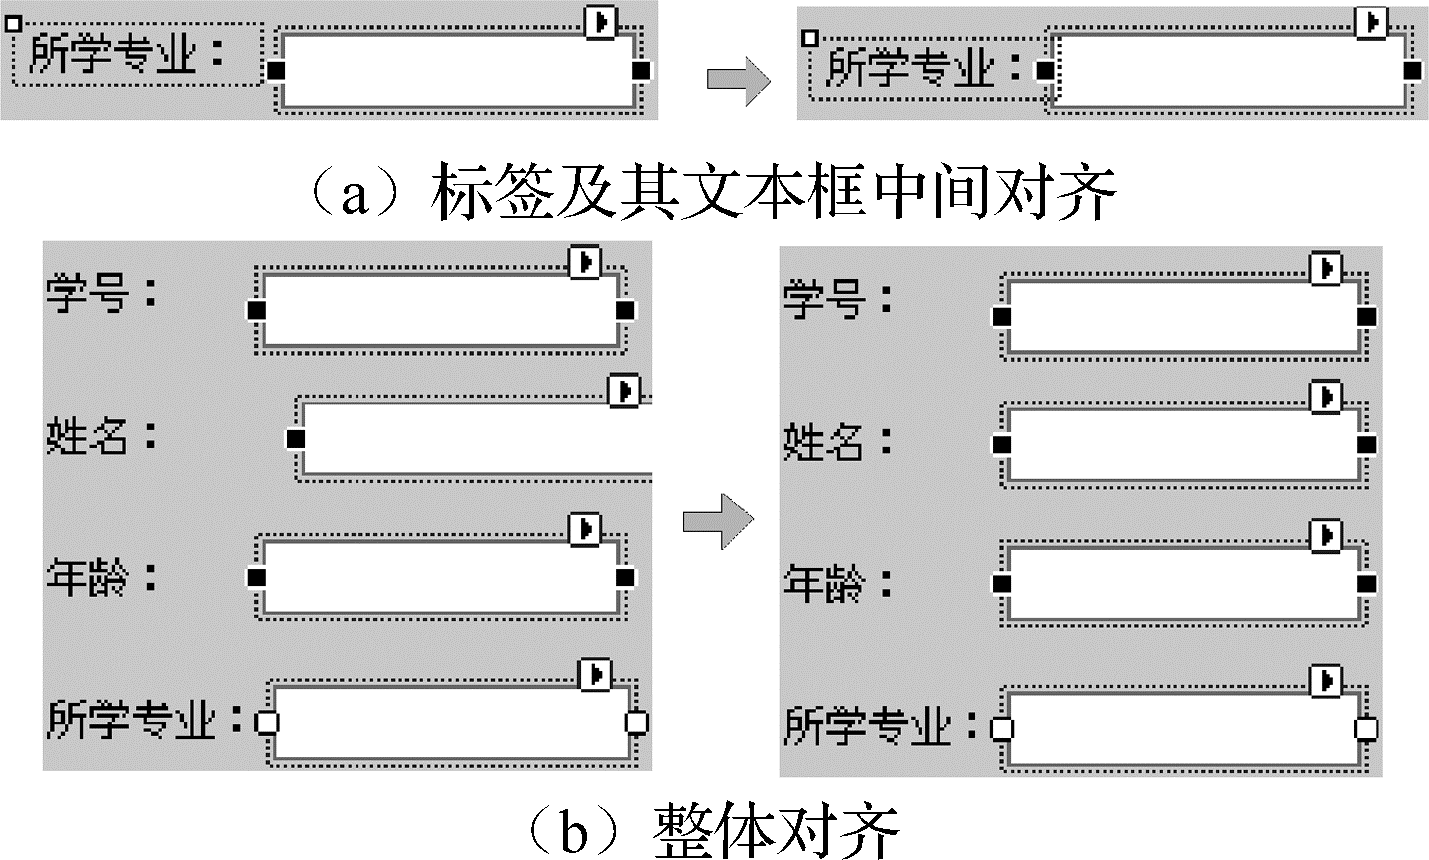 所学专业：
所学专业：
（a）标签及其文本框中间对齐
学号：
姓名：
年龄：
所学专业：
学号：
姓名：
年龄：
所学专业：
（b）整体对齐